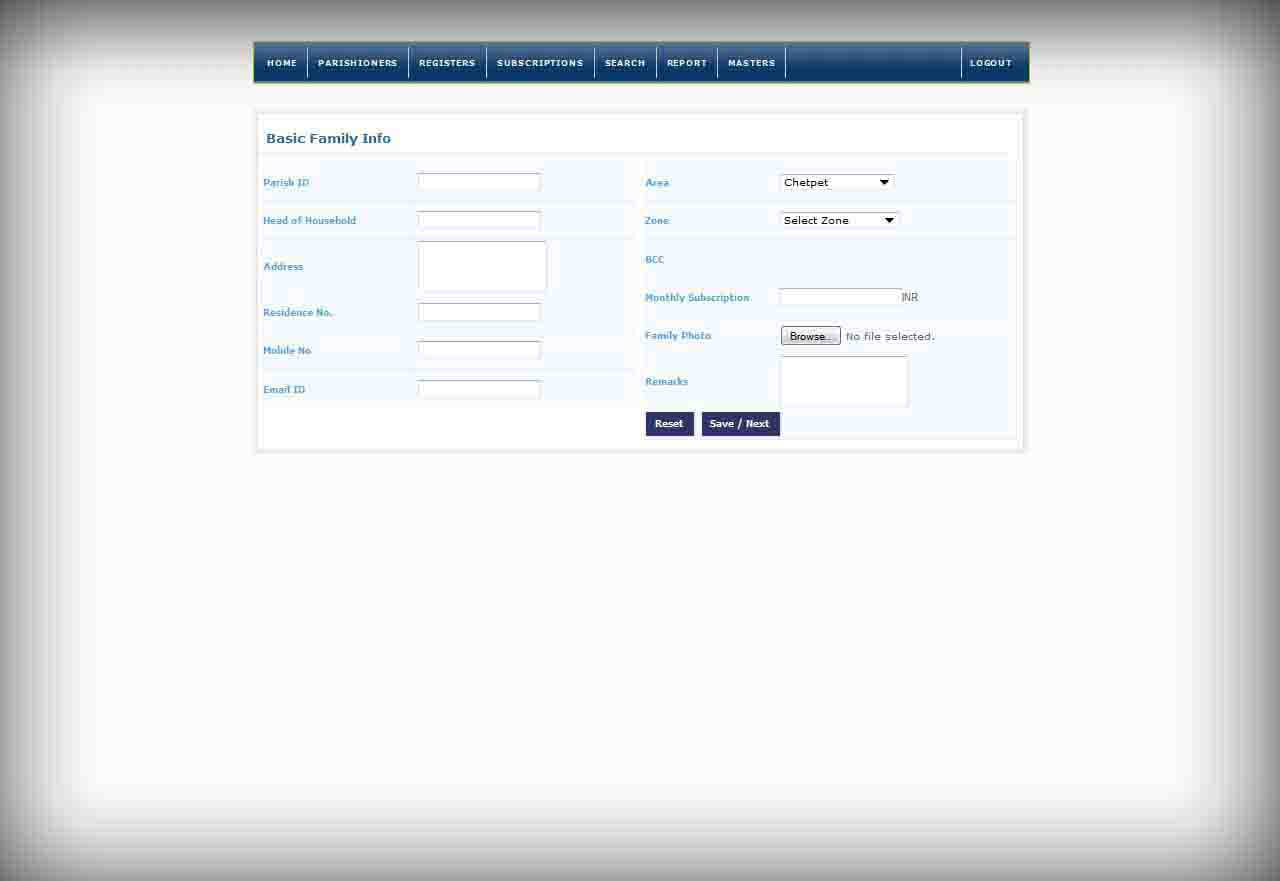 HOME PARISHIONERS REGISTERS SUBSCRIPTIONS SEARCH REPORT MASTERS LOGOUT
Basic Family Info
Parish ID
Head of Household
Address
Residence No.
Mobile No
Email ID
Area Chetpet
Zone Select Zone
BCC
Monthly Subscription INR
Family Photo Browse... No file selected.
Remarks
Reset Save / Next